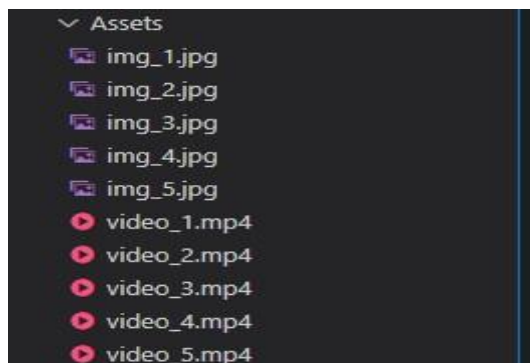 Assets
img_1.jpg
img_2.jpg
img_3.jpg
img_4.jpg
img_5.jpg
video_1.mp4
video_2.mp4
video_3.mp4
video_4.mp4
video_5.mp4